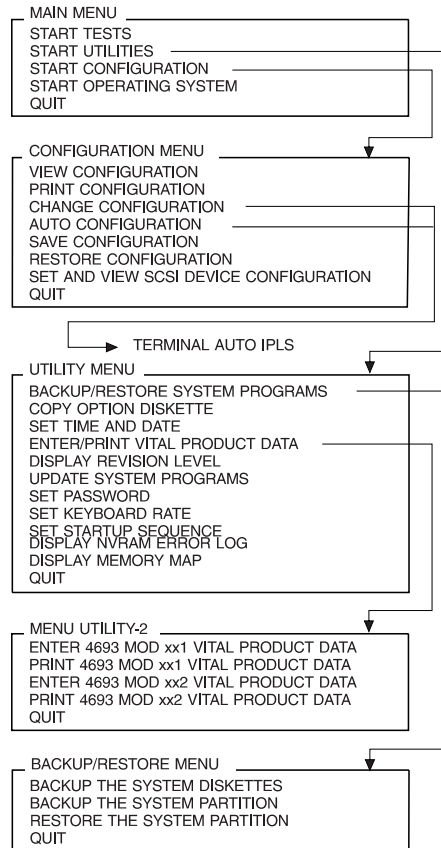 MAIN MENU
START TESTS
START UTILITIES
START CONFIGURATION
START OPERATING SYSTEM
QUIT
CONFIGURATION MENU
VIEW CONFIGURATION
PRINT CONFIGURATION
CHANGE CONFIGURATION
AUTO CONFIGURATION
SAVE CONFIGURATION
RESTORE CONFIGURATION
SET AND VIEW SCSI DEVICE CONFIGURATION
QUIT
TERMINAL AUTO IPLS
UTILITY MENU
BACKUP/RESTORE SYSTEM PROGRAMS
COPY OPTION DISKETTE
SET TIME AND DATE
ENTER/PRINT VITAL PRODUCT DATA
DISPLAY REVISION LEVEL
UPDATE SYSTEM PROGRAMS
SET PASSWORD
SET KEYBOARD RATE
SET STARTUP SEQUENCE
DISPLAY NVRAM ERROR LOG
DISPLAY MEMORY MAP
QUIT
MENU UTILITY-2
ENTER 4693 MOD xx1 VITAL PRODUCT DATA
PRINT 4693 MOD xx1 VITAL PRODUCT DATA
ENTER 4693 MOD xx2 VITAL PRODUCT DATA
PRINT 4693 MOD xx2 VITAL PRODUCT DATA
QUIT
BACKUP/RESTORE MENU
BACKUP THE SYSTEM DISKETTES
BACKUP THE SYSTEM PARTITION
RESTORE THE SYSTEM PARTITION
QUIT